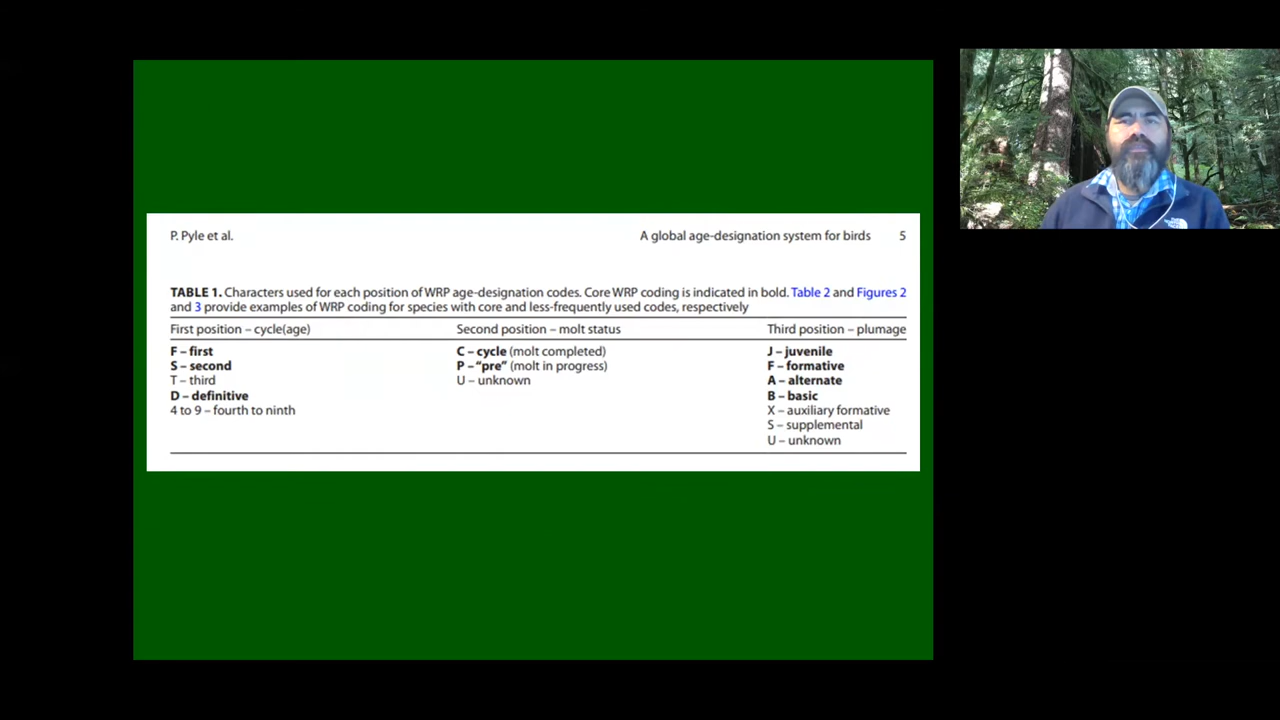 P. Pyle et al.
A global age-designation system for birds 5
TABLE 1. Characters used for each position of WRP age-designation codes. Core WRP coding is indicated in bold. Table 2 and Figures 2
and 3 provide examples of WRP coding for species with core and less-frequently used codes, respectively
First position – cycle(age) Second position – molt status Third position – plumage
F – first C – cycle (molt completed) J – juvenile
S – second P – “pre” (molt in progress) F – formative
T – third U – unknown A – alternate
D – definitive B – basic
4 to 9 – fourth to ninth X – auxiliary formative
S – supplemental
U – unknown